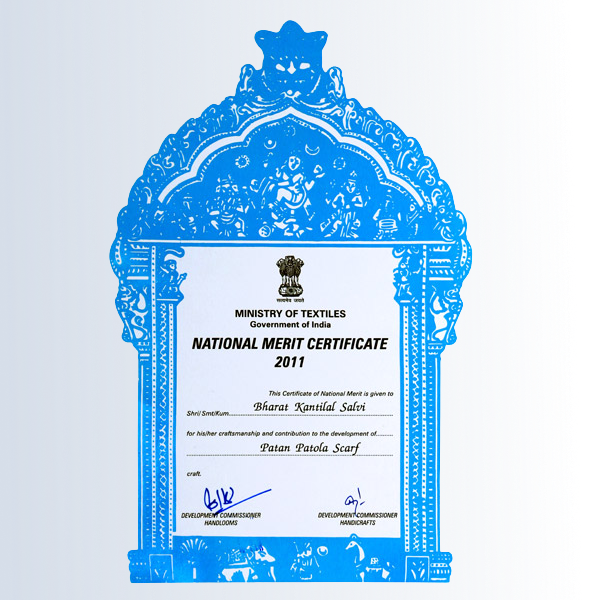 सत्यमेव जयते
MINISTRY OF TEXTILES
Government of India
NATIONAL MERIT CERTIFICATE
2011
This Certificate of National Merit is given to
Shri/ Smt/Kum. Bharat Kantilal Salvi
for his/her craftsmanship and contribution to the development of.........
Patan Patola Scarf
craft.
DEVELOPMENT COMMISSIONER DEVELOPMENT COMMISSIONER
HANDLOOMS HANDICRAFTS